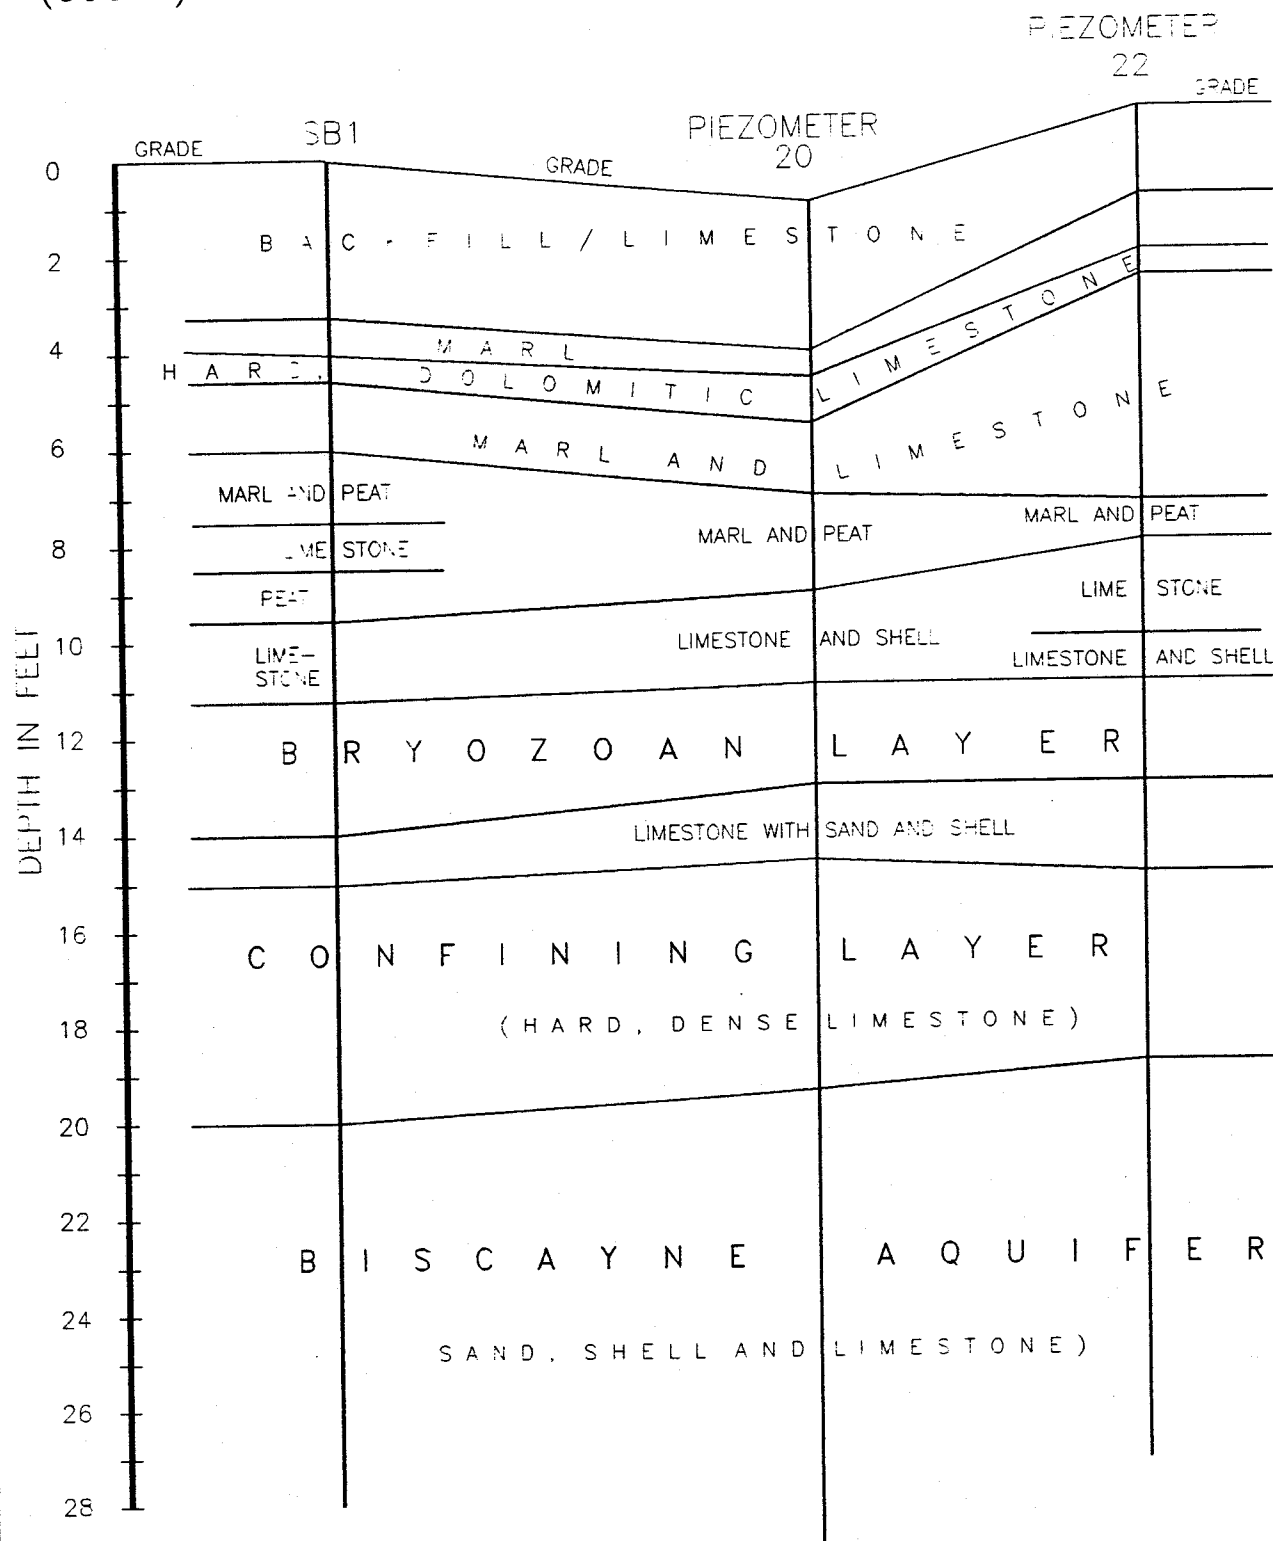 PIEZOMETER
22
GRADE
SB1
PIEZOMETER
20
GRADE
GRADE
0
BACKFILL/LIMESTONE
2
MARL
4
HARD, DOLOMITIC LIMESTONE
6
MARL AND LIMESTONE
MARL AND PEAT
MARL AND PEAT
MARL AND PEAT
8
LIMESTONE
PEAT
LIMESTONE
DEPTH IN FEET
10
LIME-
STONE
LIMESTONE AND SHELL
LIMESTONE AND SHELL
12
BRYOZOAN LAYER
14
LIMESTONE WITH SAND AND SHELL
16
CONFINING LAYER
18
(HARD, DENSE LIMESTONE)
20
22
BISCAYNE AQUIFER
24
SAND, SHELL AND LIMESTONE)
26
28